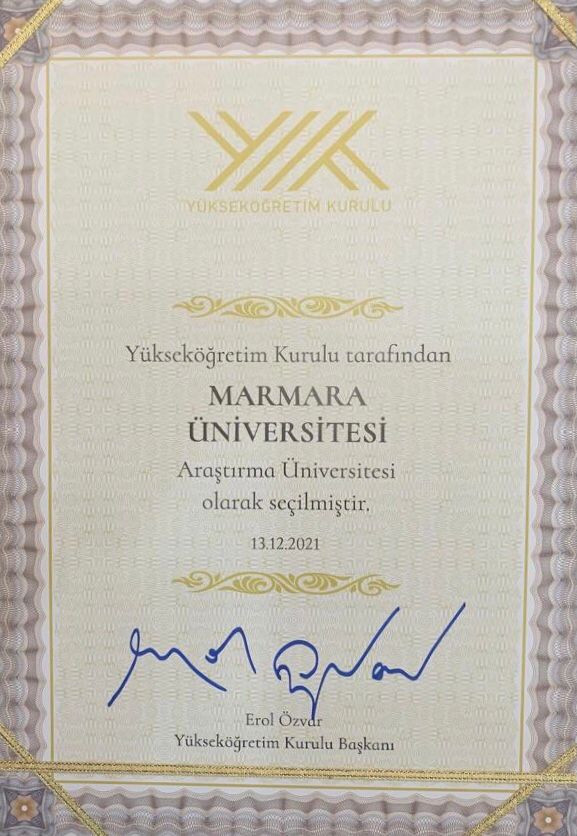 YÜKSEKÖĞRETİM KURULU
Yükseköğretim Kurulu tarafından
MARMARA
ÜNİVERSİTESİ
Araştırma Üniversitesi
olarak seçilmiştir.
13.12.2021
Erol Özvar
Yükseköğretim Kurulu Başkanı